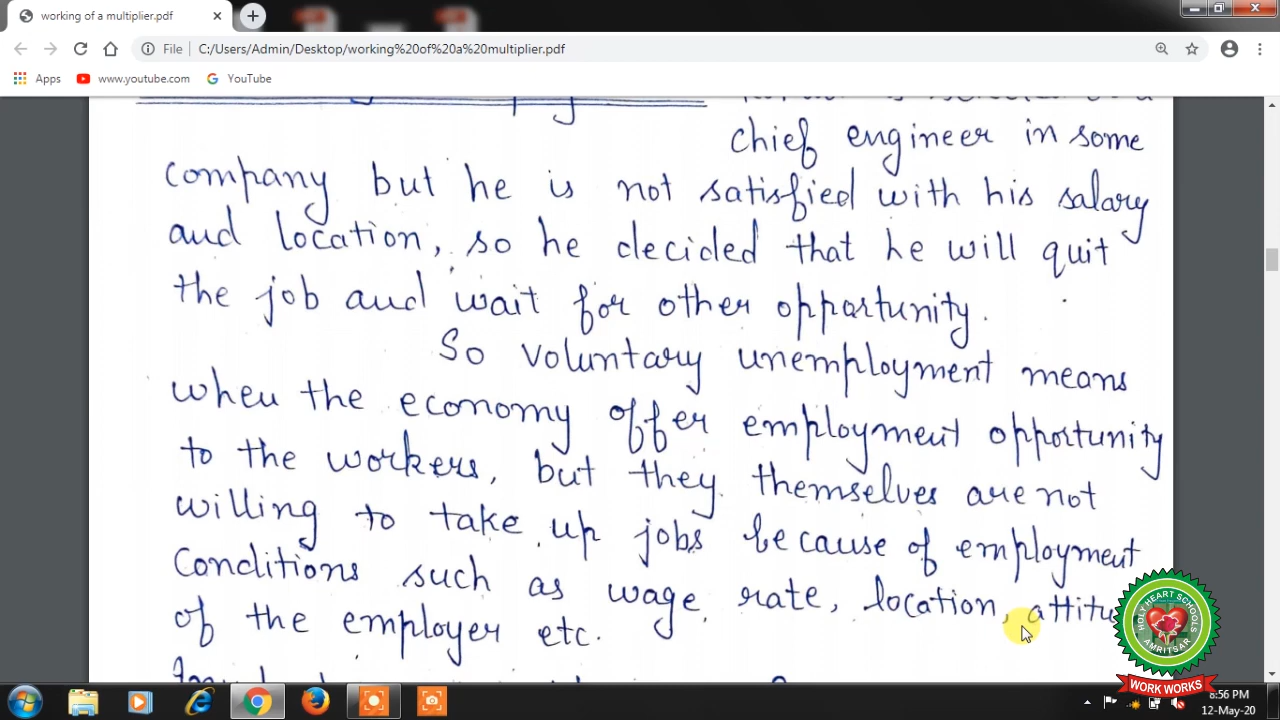 working of a multiplier.pdf
File C:/Users/Admin/Desktop/working%20of%20a%20multiplier.pdf
Apps www.youtube.com YouTube
chief engineer in some
company but he is not satisfied with his salary
and location, so he decided that he will quit
the job and wait for other opportunity.
So voluntary unemployment means
when the economy offer employment opportunity
to the workers, but they themselves are not
willing to take up jobs because of employment
Conditions such as wage rate, location, attitu
of the employer etc.
HOLY HEART SCHOOLS
AMRITSAR
WORK WORKS
8:56 PM
12-May-20